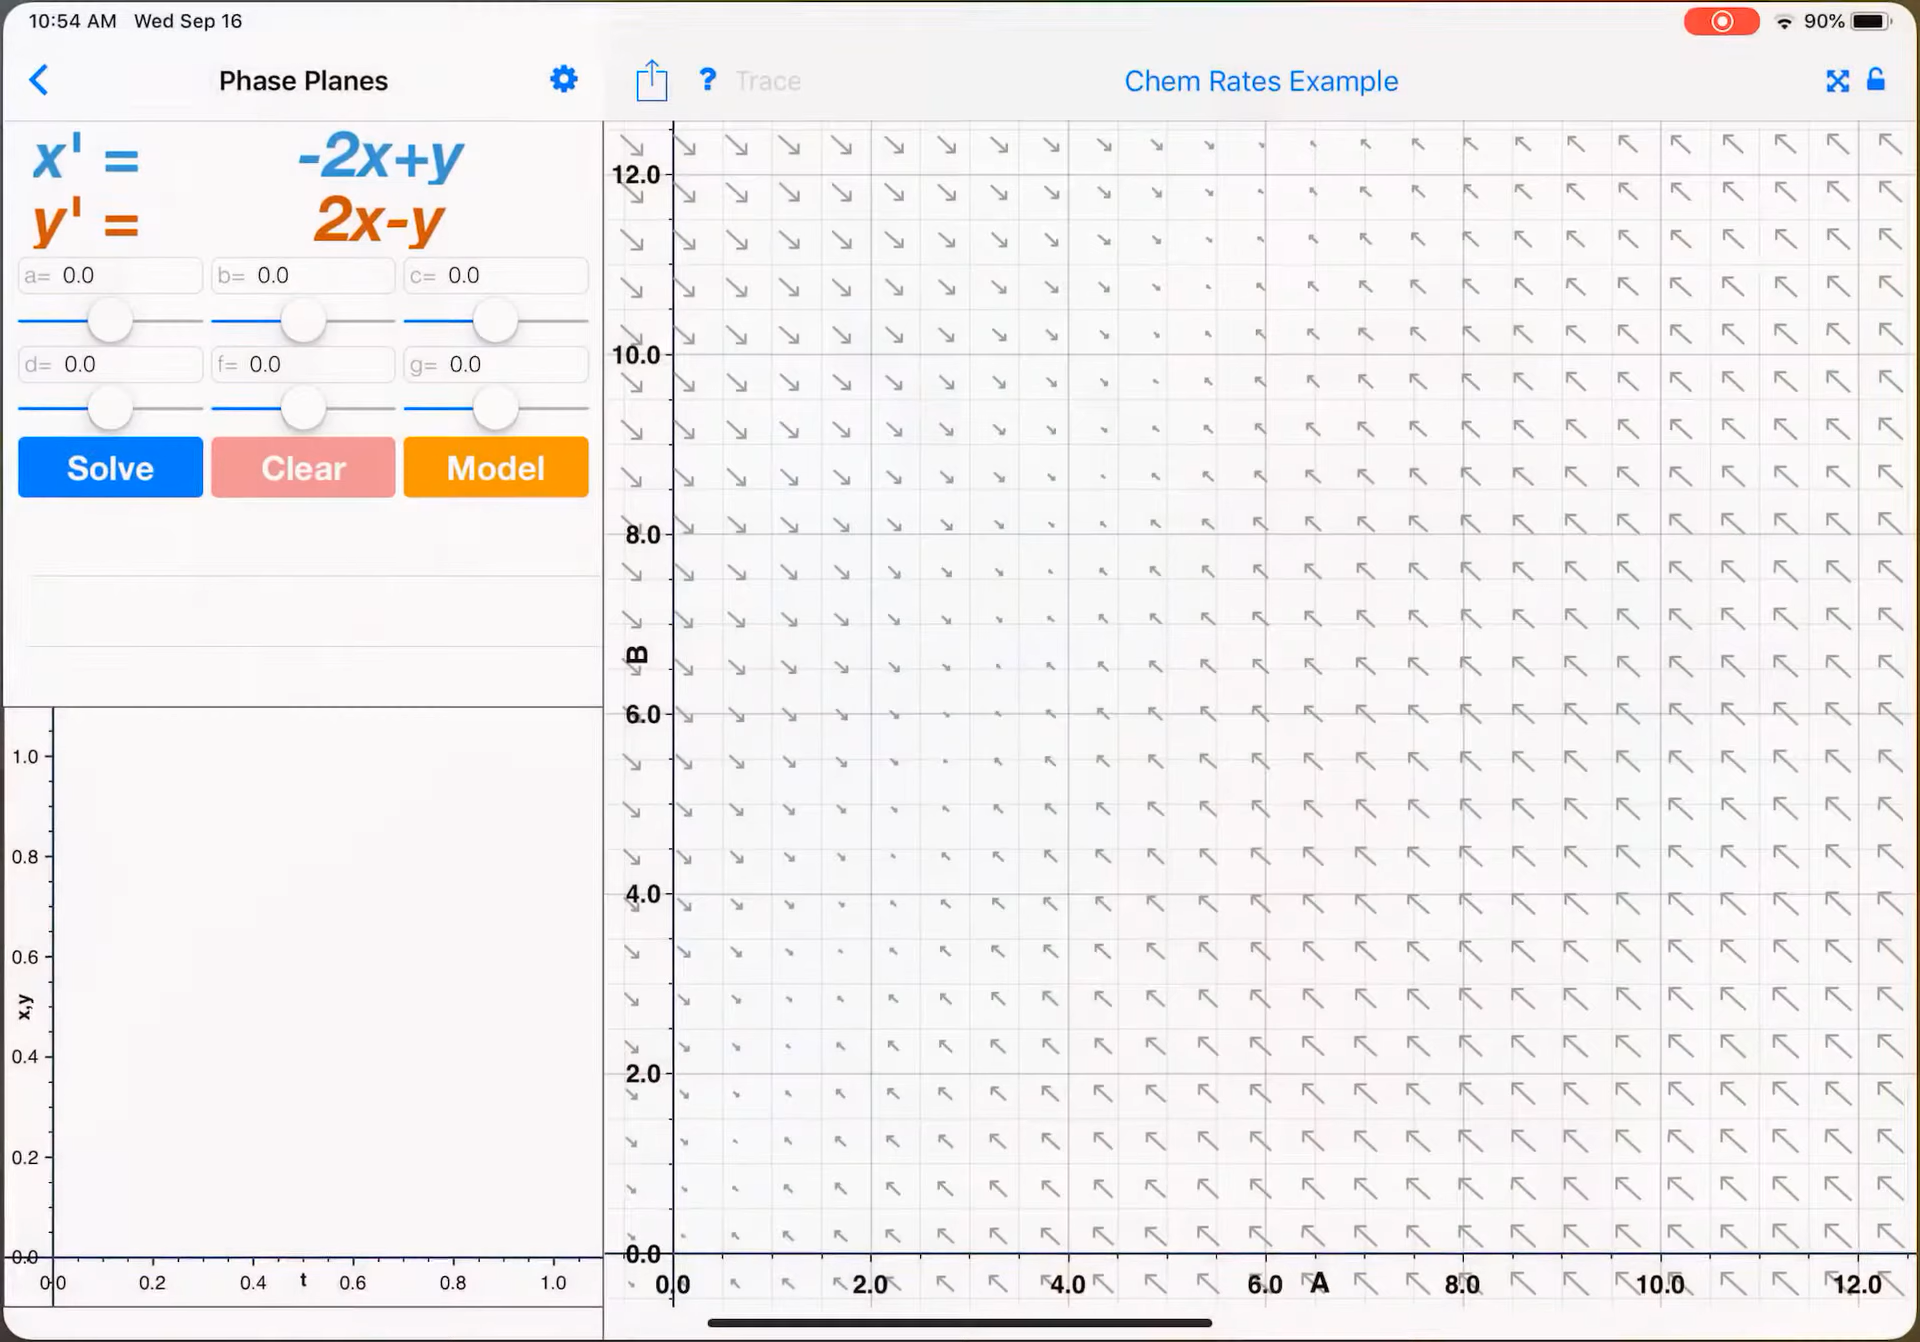 10:54 AM Wed Sep 16
90%
Phase Planes
? Trace
Chem Rates Example
x' = -2x+y
y' = 2x-y
a= 0.0 b= 0.0 c= 0.0
d= 0.0 f= 0.0 g= 0.0
Solve Clear Model
1.0
0.8
0.6
x,y
0.4
0.2
0.0
0.0 0.2 0.4 t 0.6 0.8 1.0
12.0
10.0
8.0
B
6.0
4.0
2.0
0.0
0.0 2.0 4.0 6.0 A 8.0 10.0 12.0